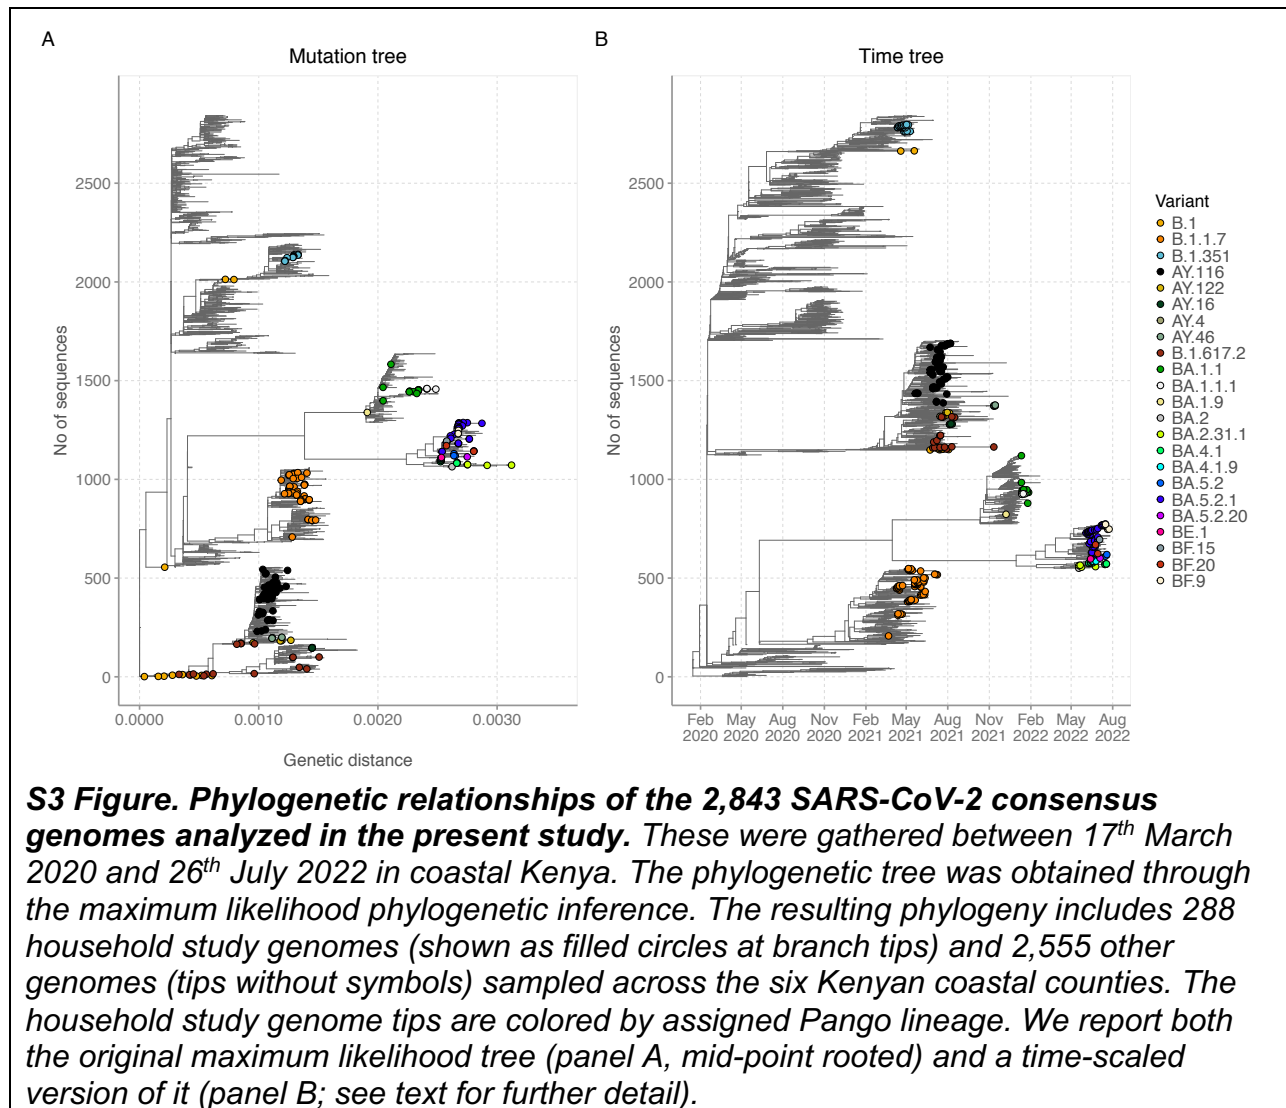 A
B
Mutation tree
Time tree
No of sequences
2500
2000
1500
1000
500
0
0.0000
0.0010
0.0020
0.0030
Genetic distance
No of sequences
2500
2000
1500
1000
500
0
Feb 2020
May 2020
Aug 2020
Nov 2020
Feb 2021
May 2021
Aug 2021
Nov 2021
Feb 2022
May 2022
Aug 2022
Variant
B.1
B.1.1.7
B.1.351
AY.116
AY.122
AY.16
AY.4
AY.46
B.1.617.2
BA.1.1
BA.1.1.1
BA.1.9
BA.2
BA.2.31.1
BA.4.1
BA.4.1.9
BA.5.2
BA.5.2.1
BA.5.2.20
BE.1
BF.15
BF.20
BF.9
S3 Figure. Phylogenetic relationships of the 2,843 SARS-CoV-2 consensus
genomes analyzed in the present study. These were gathered between 17th March
2020 and 26th July 2022 in coastal Kenya. The phylogenetic tree was obtained through
the maximum likelihood phylogenetic inference. The resulting phylogeny includes 288
household study genomes (shown as filled circles at branch tips) and 2,555 other
genomes (tips without symbols) sampled across the six Kenyan coastal counties. The
household study genome tips are colored by assigned Pango lineage. We report both
the original maximum likelihood tree (panel A, mid-point rooted) and a time-scaled
version of it (panel B; see text for further detail).